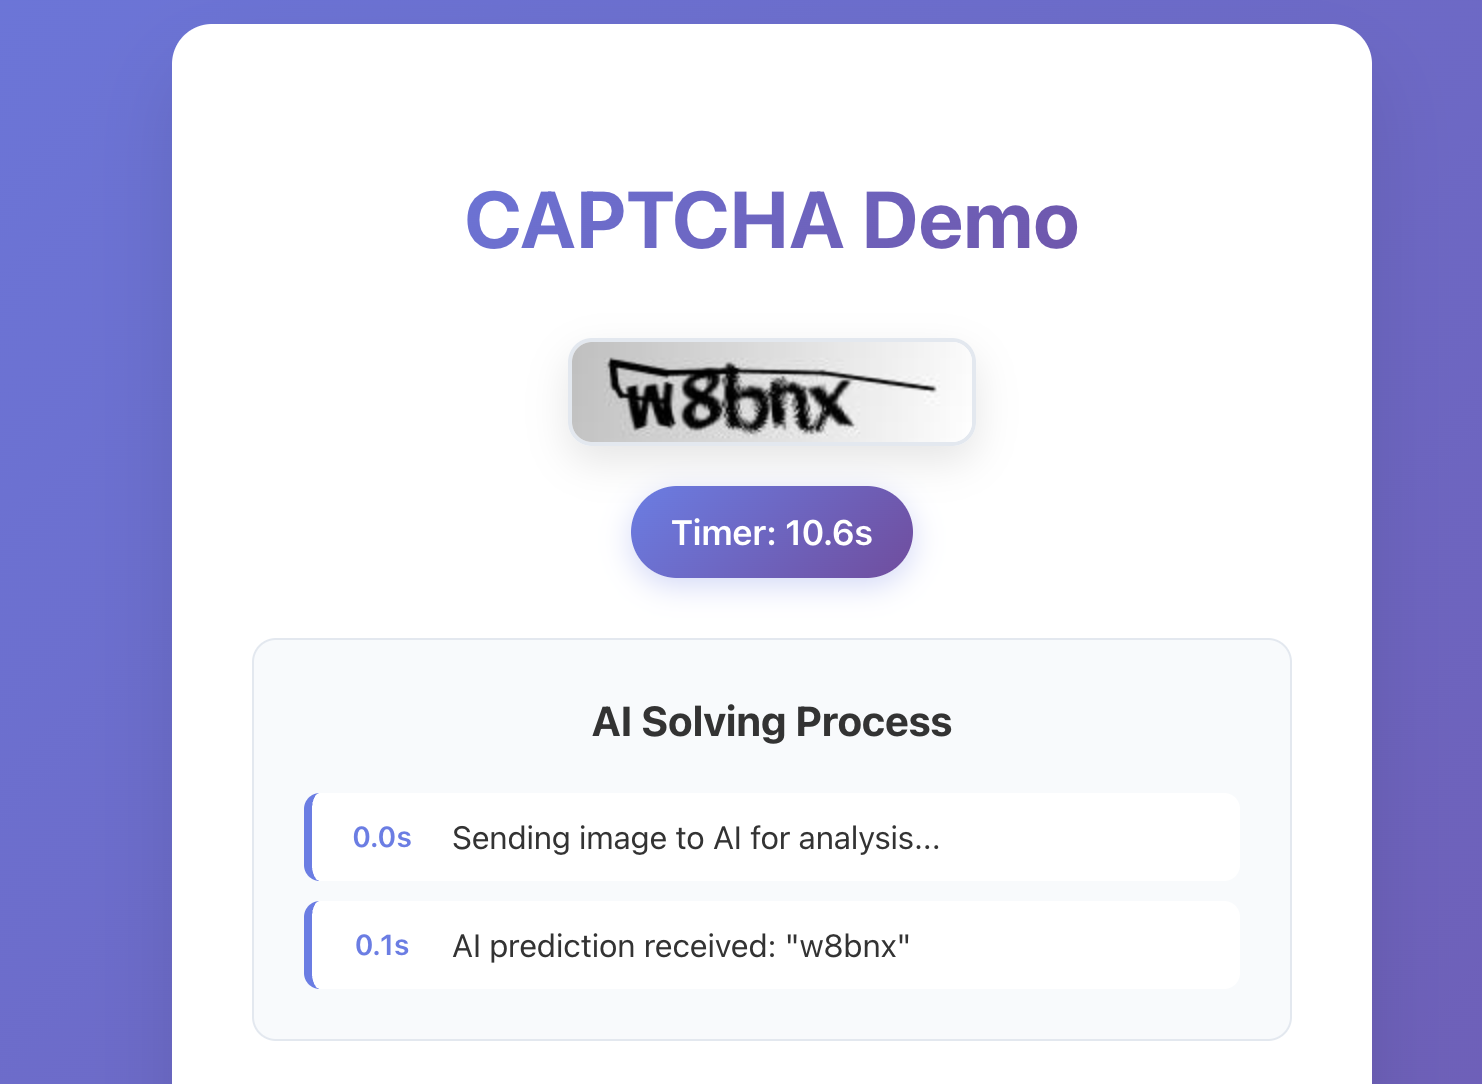 CAPTCHA Demo
w8bnx
Timer: 10.6s
AI Solving Process
0.0s Sending image to AI for analysis...
0.1s AI prediction received: "w8bnx"